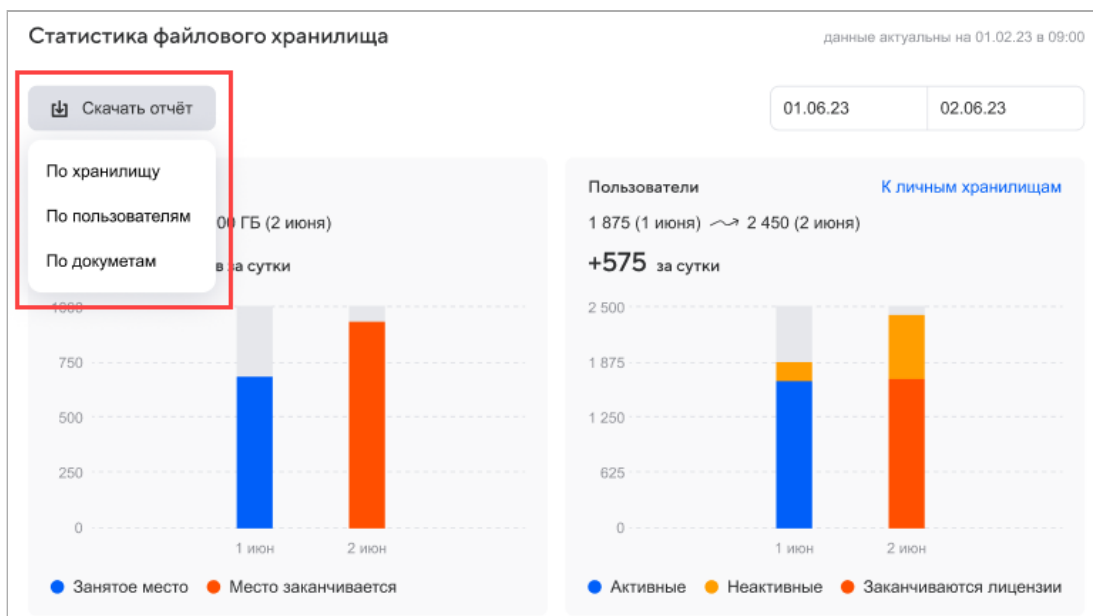 Статистика файлового хранилища
данные актуальны на 01.02.23 в 09:00
Скачать отчёт
01.06.23
02.06.23
По хранилищу
По пользователям
По докуметам
ГБ (2 июня)
за сутки
1000
750
500
250
0
1 июн
2 июн
Занятое место
Место заканчивается
Пользователи
К личным хранилищам
1 875 (1 июня) 2 450 (2 июня)
+575 за сутки
2 500
1 875
1 250
625
0
1 июн
2 июн
Активные
Неактивные
Заканчиваются лицензии